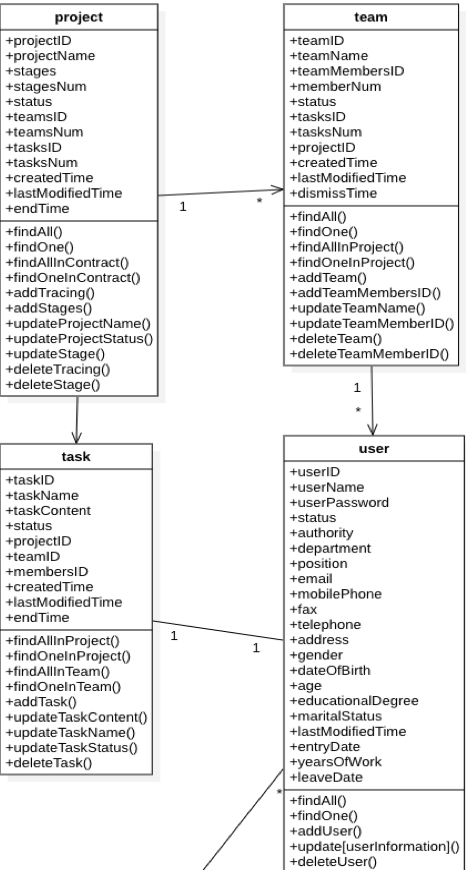 project
+projectID
+projectName
+stages
+stagesNum
+status
+teamsID
+teamsNum
+tasksID
+tasksNum
+createdTime
+lastModifiedTime
+endTime
+findAll()
+findOne()
+findAllInContract()
+findOneInContract()
+addTracing()
+addStages()
+updateProjectName()
+updateProjectStatus()
+updateStage()
+deleteTracing()
+deleteStage()
1
*
team
+teamID
+teamName
+teamMembersID
+memberNum
+status
+tasksID
+tasksNum
+projectID
+createdTime
+lastModifiedTime
+dismissTime
+findAll()
+findOne()
+findAllInProject()
+findOneInProject()
+addTeam()
+addTeamMembersID()
+updateTeamName()
+updateTeamMemberID()
+deleteTeam()
+deleteTeamMemberID()
1
*
task
+taskID
+taskName
+taskContent
+status
+projectID
+teamID
+membersID
+createdTime
+lastModifiedTime
+endTime
+findAllInProject()
+findOneInProject()
+findAllInTeam()
+findOneInTeam()
+addTask()
+updateTaskContent()
+updateTaskName()
+updateTaskStatus()
+deleteTask()
1
1
user
+userID
+userName
+userPassword
+status
+authority
+department
+position
+email
+mobilePhone
+fax
+telephone
+address
+gender
+dateOfBirth
+age
+educationalDegree
+maritalStatus
+lastModifiedTime
+entryDate
+yearsOfWork
+leaveDate
*
+findAll()
+findOne()
+addUser()
+update[userInformation]()
+deleteUser()